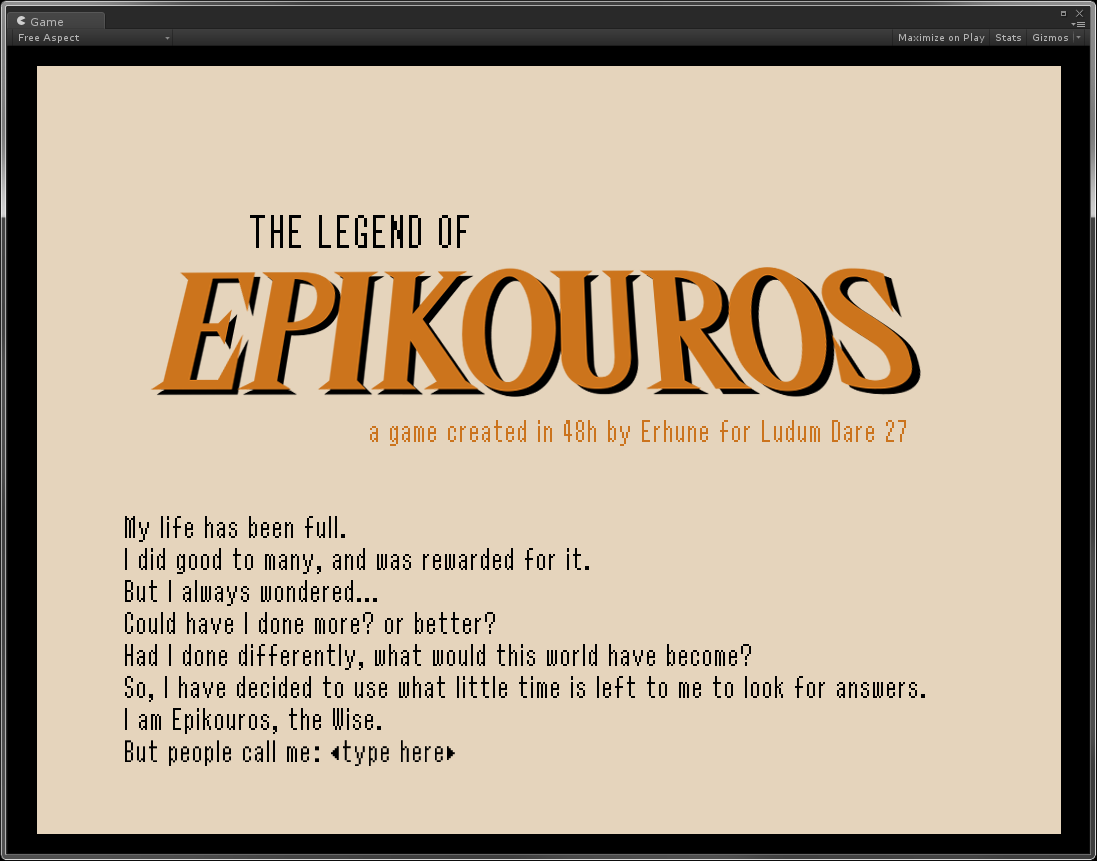 Game
Free Aspect
Maximize on Play Stats Gizmos
THE LEGEND OF
EPIKOUROS
a game created in 48h by Erhune for Ludum Dare 27
My life has been full.
I did good to many, and was rewarded for it.
But I always wondered...
Could have I done more? or better?
Had I done differently, what would this world have become?
So, I have decided to use what little time is left to me to look for answers.
I am Epikouros, the Wise.
But people call me: ◂type here▸